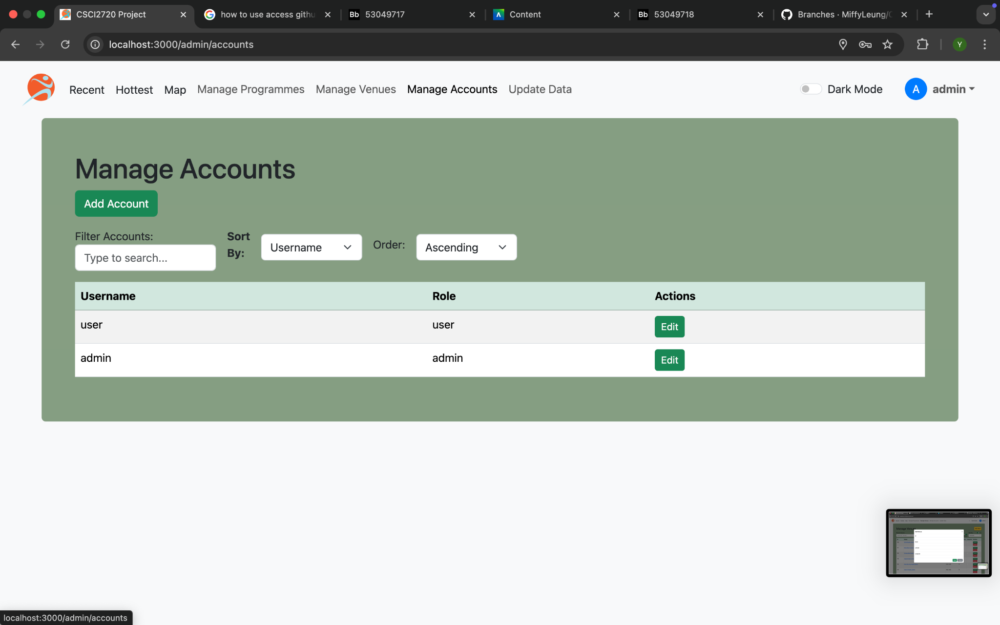 CSCI2720 Project
how to use access githu
Bb 53049717
Content
Bb 53049718
Branches · MiffyLeung/
localhost:3000/admin/accounts
Y
Recent Hottest Map Manage Programmes Manage Venues Manage Accounts Update Data
Dark Mode
A admin
Manage Accounts
Add Account
Filter Accounts:
Type to search...
Sort By:
Username
Order:
Ascending
Username Role Actions
user user Edit
admin admin Edit
localhost:3000/admin/accounts